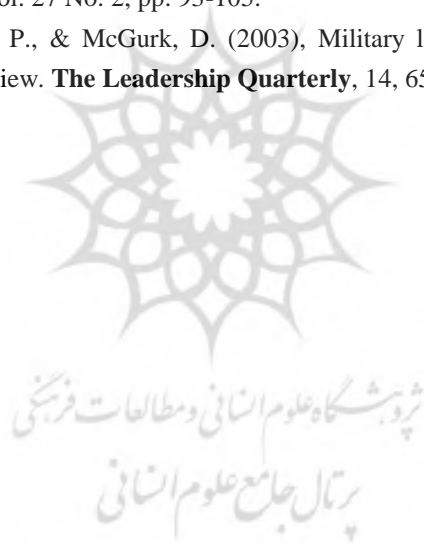 ol. 27 No. 2, pp. 93-105.
P., & McGurk, D. (2003), Military l
iew. The Leadership Quarterly, 14, 65
پژوهشگاه علوم انسانی و مطالعات فرهنگی
پرتال جامع علوم انسانی